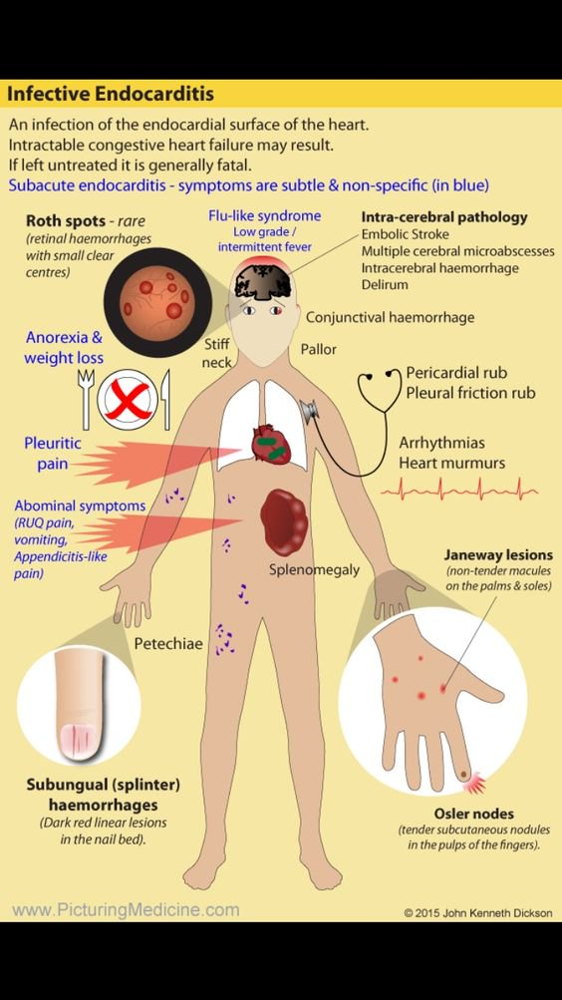 Infective Endocarditis
An infection of the endocardial surface of the heart.
Intractable congestive heart failure may result.
If left untreated it is generally fatal.
Subacute endocarditis - symptoms are subtle & non-specific (in blue)
Roth spots - rare
(retinal haemorrhages
with small clear
centres)
Flu-like syndrome
Low grade /
intermittent fever
Intra-cerebral pathology
Embolic Stroke
Multiple cerebral microabscesses
Intracerebral haemorrhage
Delirum
Conjunctival haemorrhage
Stiff
neck
Pallor
Anorexia &
weight loss
Pericardial rub
Pleural friction rub
Pleuritic
pain
Arrhythmias
Heart murmurs
Abominal symptoms
(RUQ pain,
vomiting,
Appendicitis-like
pain)
Splenomegaly
Janeway lesions
(non-tender macules
on the palms & soles)
Petechiae
Subungual (splinter)
haemorrhages
(Dark red linear lesions
in the nail bed).
Osler nodes
(tender subcutaneous nodules
in the pulps of the fingers).
www.PicturingMedicine.com
© 2015 John Kenneth Dickson